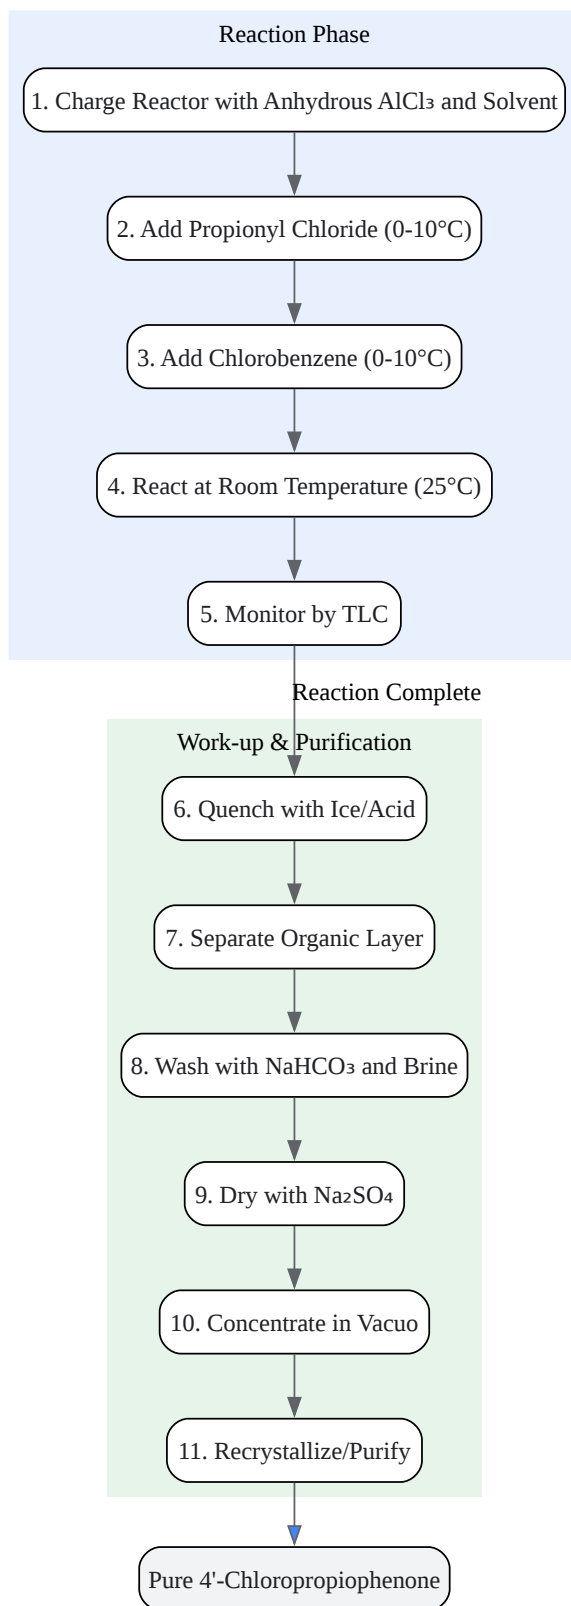 Reaction Phase
1. Charge Reactor with Anhydrous AlCl₃ and Solvent
2. Add Propionyl Chloride (0-10°C)
3. Add Chlorobenzene (0-10°C)
4. React at Room Temperature (25°C)
5. Monitor by TLC
Reaction Complete
Work-up & Purification
6. Quench with Ice/Acid
7. Separate Organic Layer
8. Wash with NaHCO₃ and Brine
9. Dry with Na₂SO₄
10. Concentrate in Vacuo
11. Recrystallize/Purify
Pure 4'-Chloropropiophenone